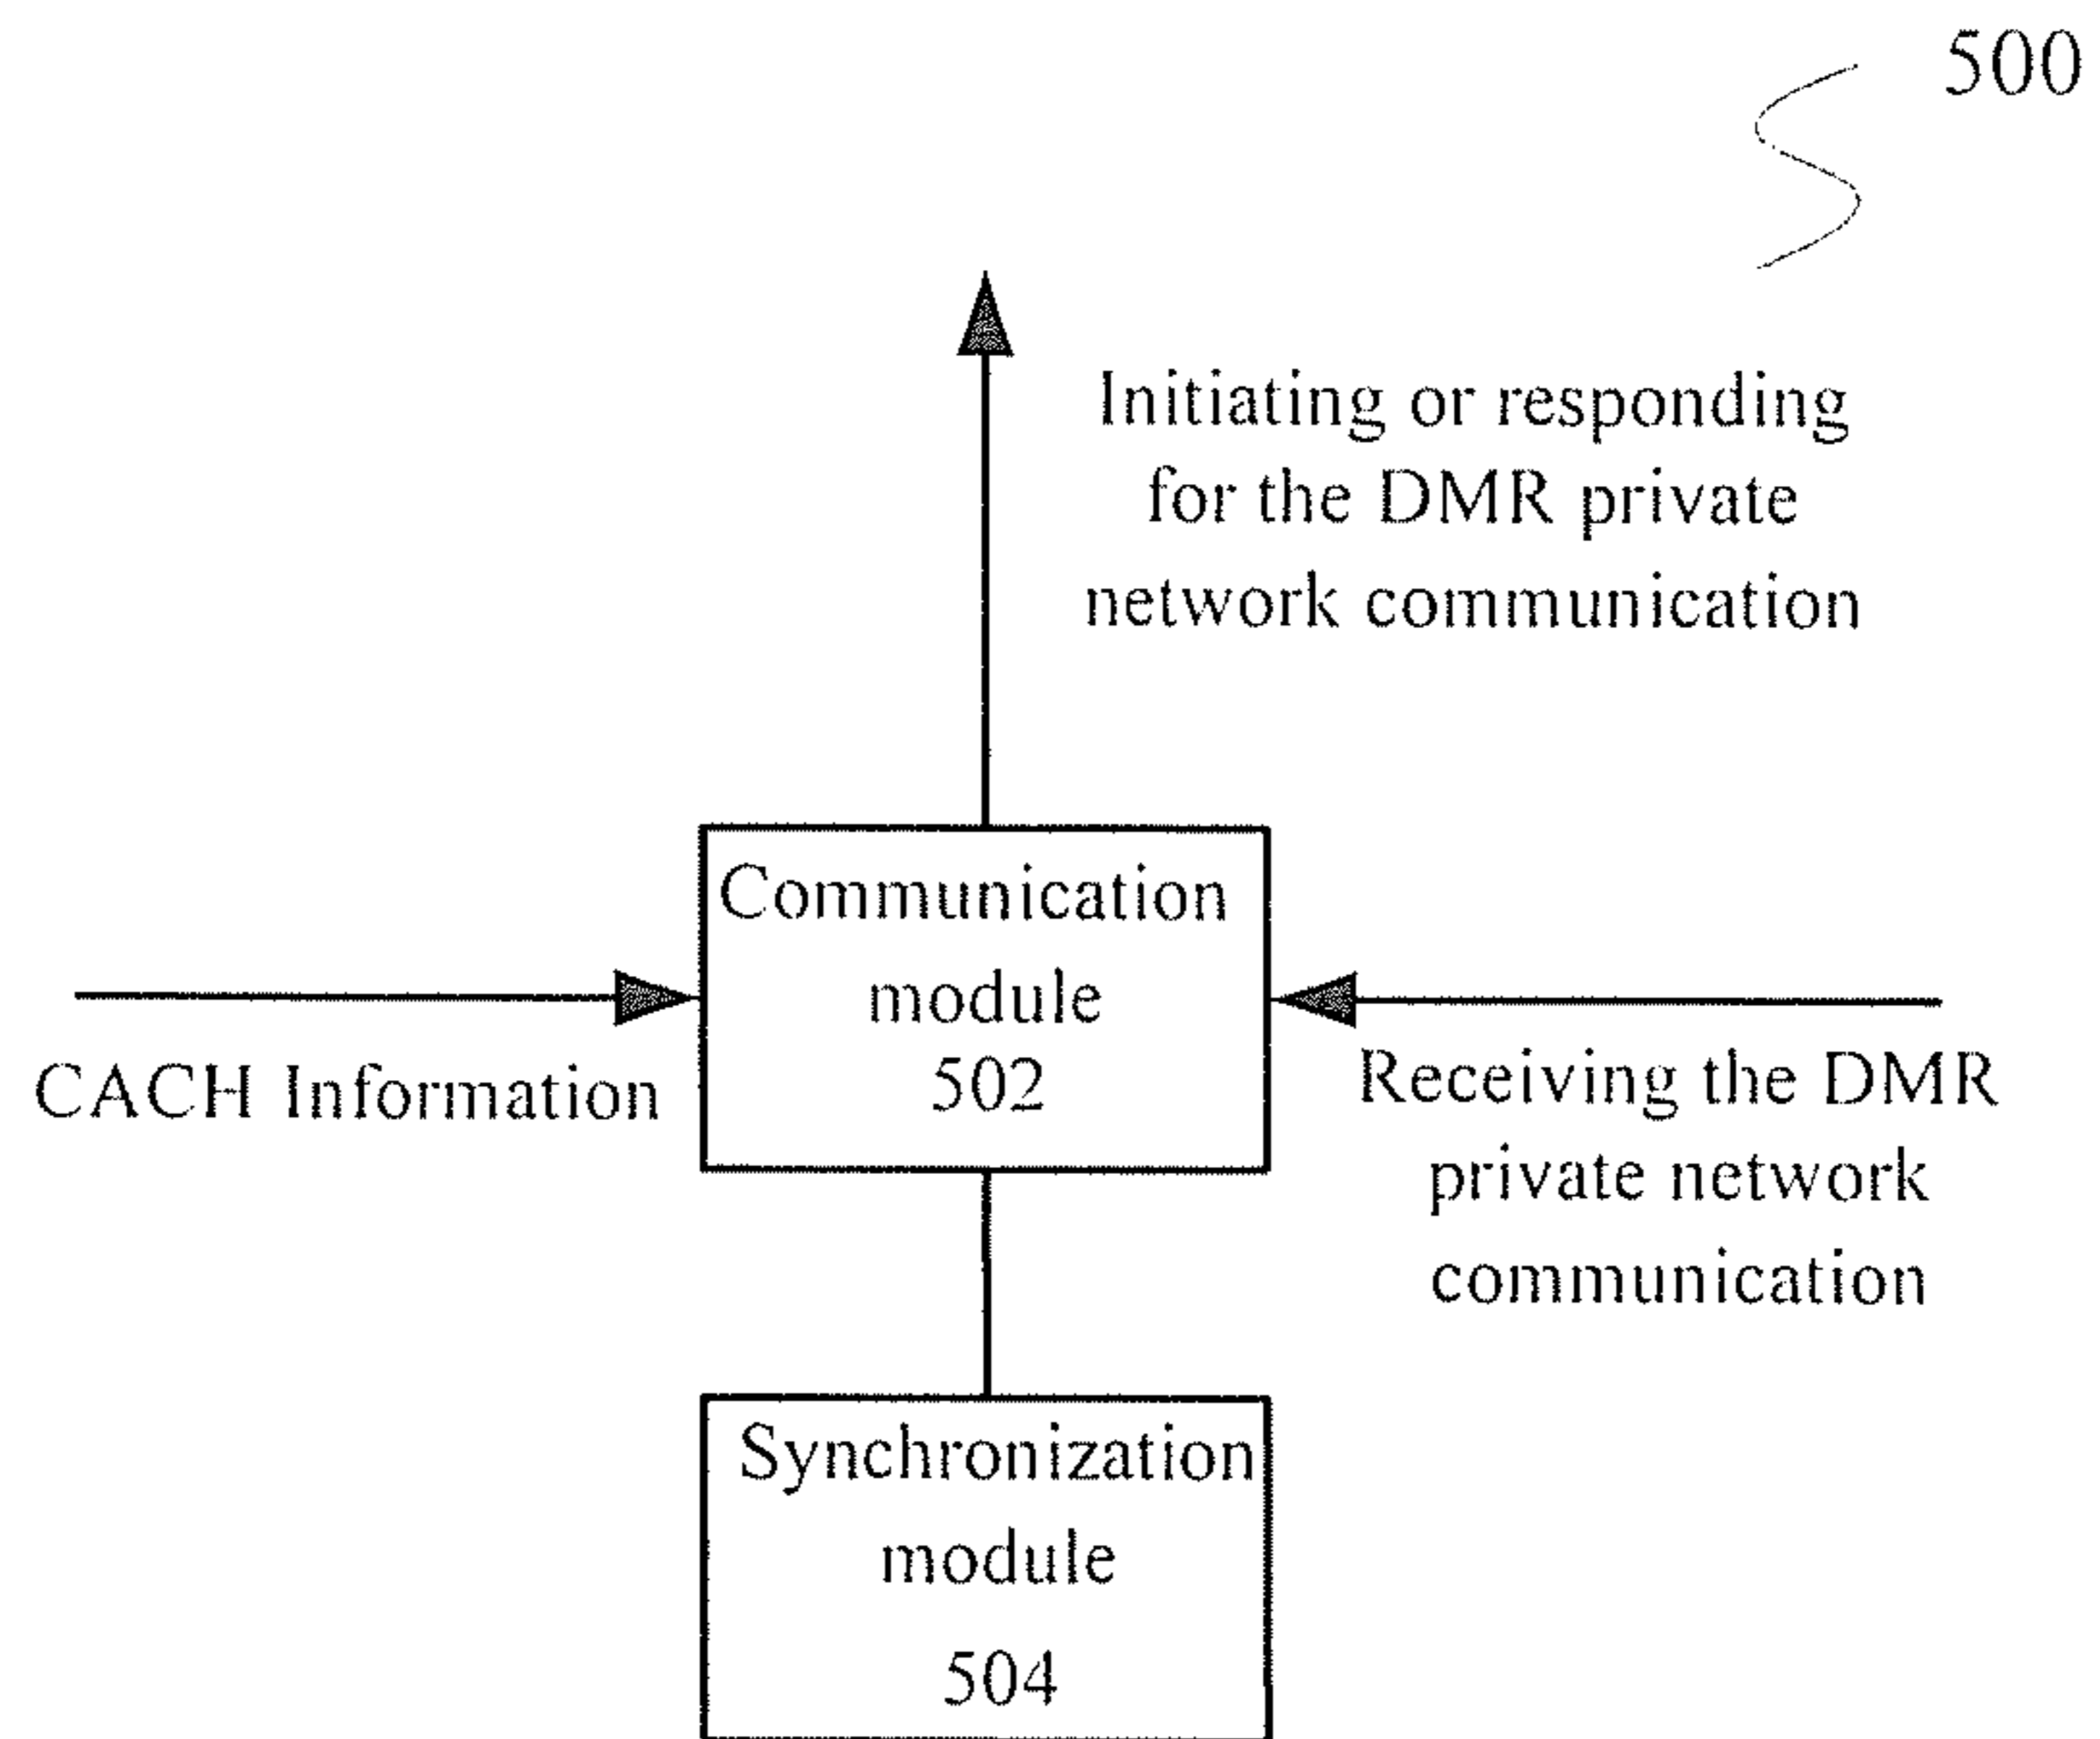 500
Initiating or responding
for the DMR private
network communication
Communication
module
502
CACH Information
Receiving the DMR
private network
communication
Synchronization
module
504